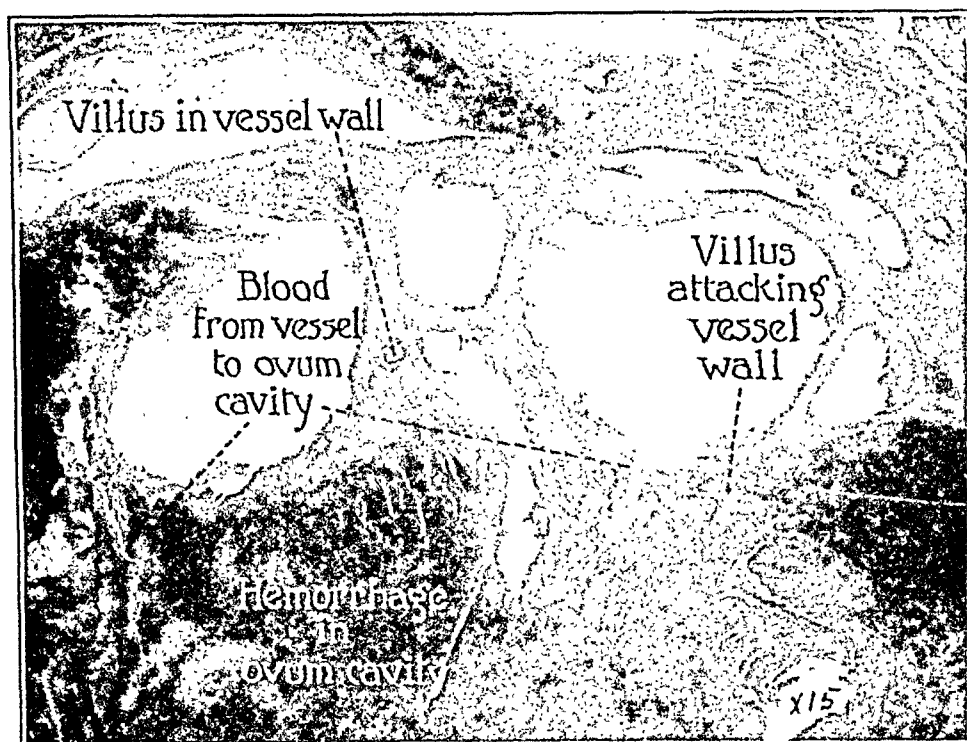 Villus in vessel wall
Blood
from vessel
to ovum
cavity
Villus
attacking
vessel
wall
Hemorrhage
in
ovum cavity
X15